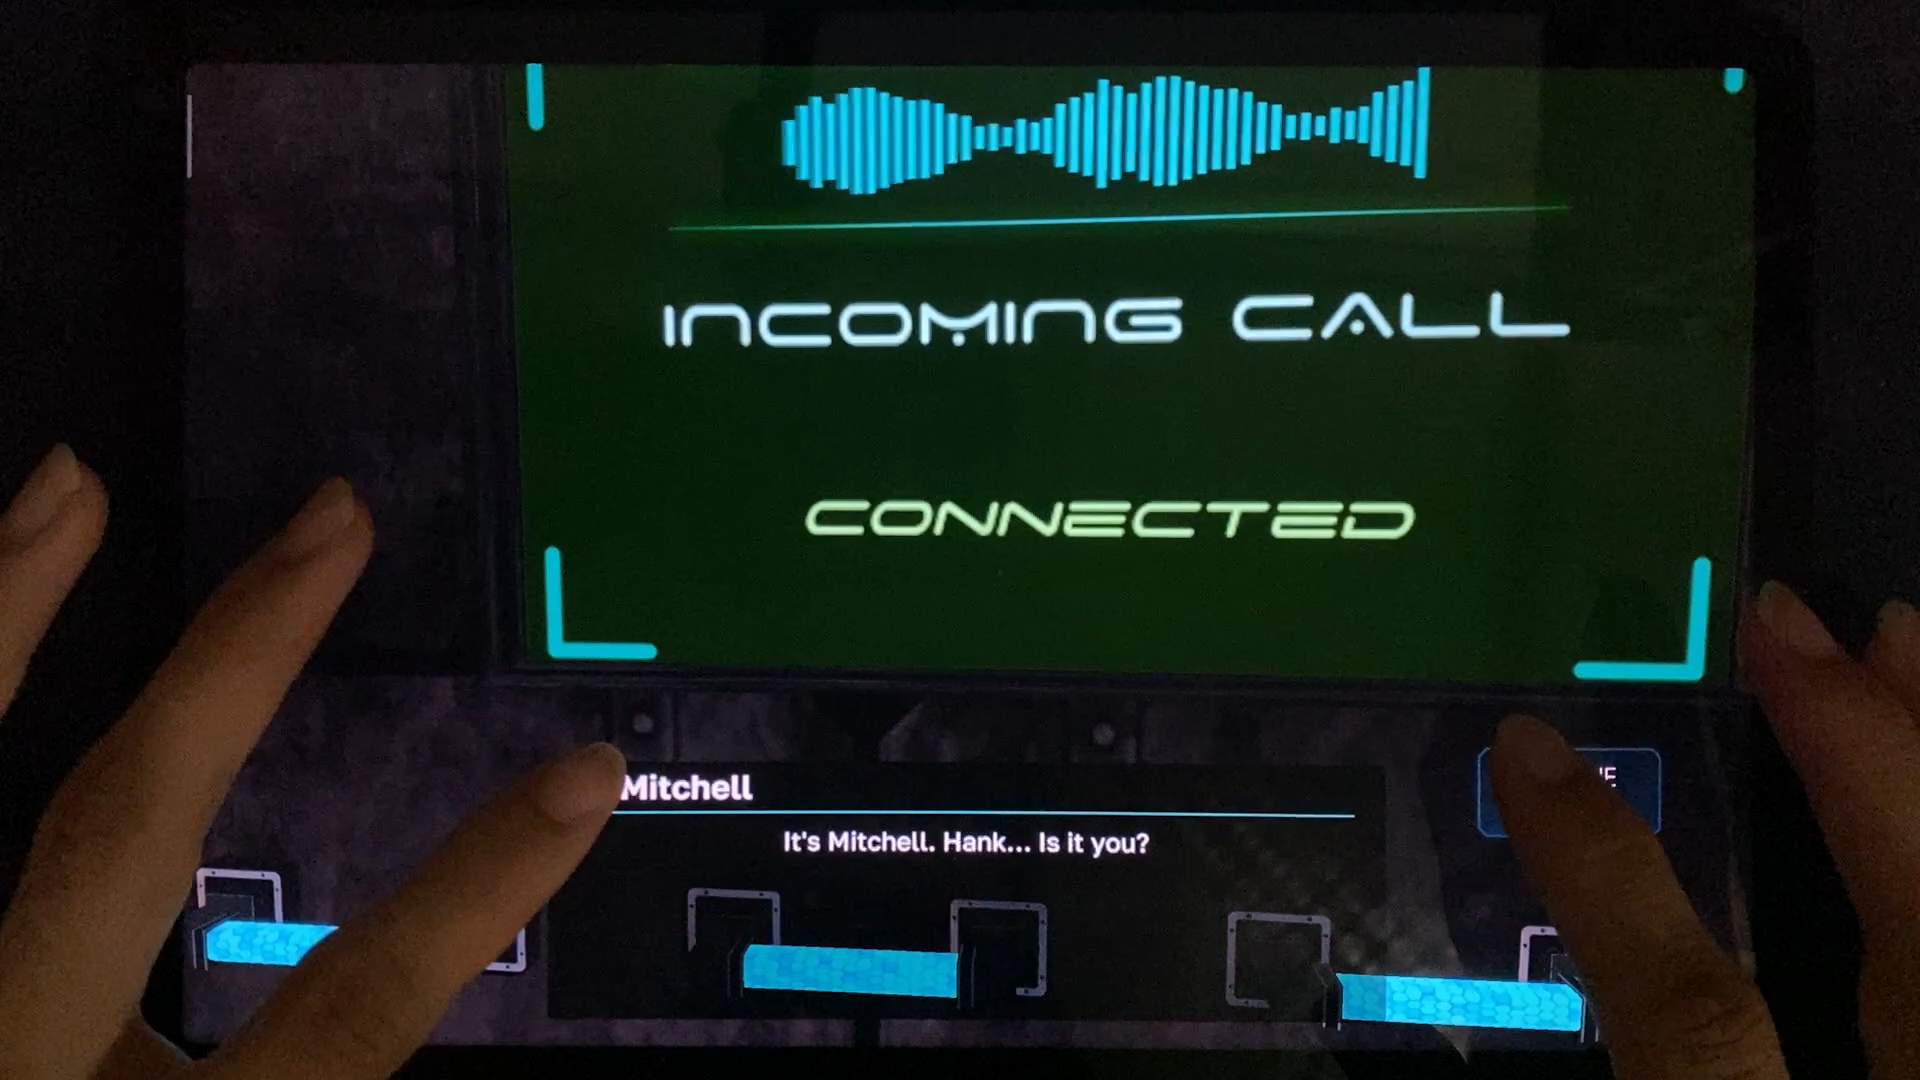 INCOMING CALL
CONNECTED
Mitchell
It's Mitchell. Hank... Is it you?